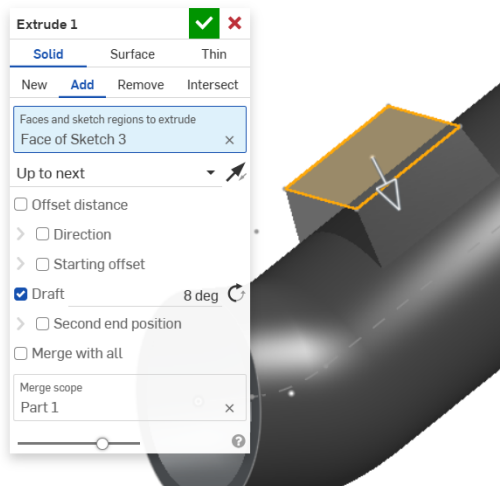 Extrude 1
Solid Surface Thin
New Add Remove Intersect
Faces and sketch regions to extrude
Face of Sketch 3
Up to next
Offset distance
Direction
Starting offset
Draft 8 deg
Second end position
Merge with all
Merge scope
Part 1